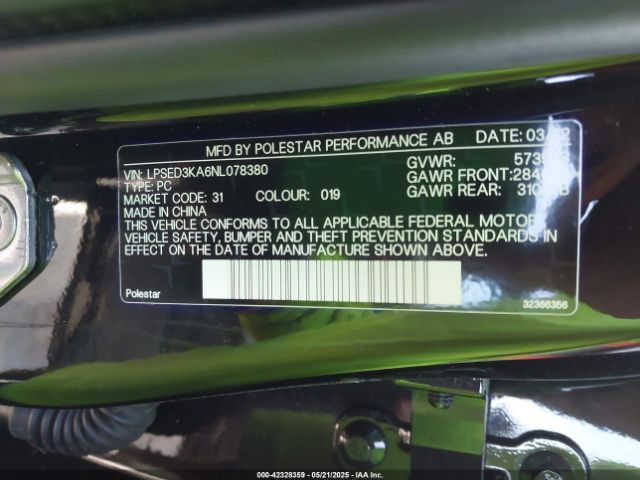 MFD BY POLESTAR PERFORMANCE AB DATE:
VIN: LPSED3KA6NL078380 GVWR:
TYPE: PC GAWR FRONT:
MARKET CODE: 31 COLOUR: 019 GAWR REAR:
MADE IN CHINA
THIS VEHICLE CONFORMS TO ALL APPLICABLE FEDERAL MOTOR
VEHICLE SAFETY, BUMPER AND THEFT PREVENTION STANDARDS IN
EFFECT ON THE DATE OF MANUFACTURE SHOWN ABOVE.
Polestar 32366356
000-42328359 - 05/21/2025 - IAA Inc.